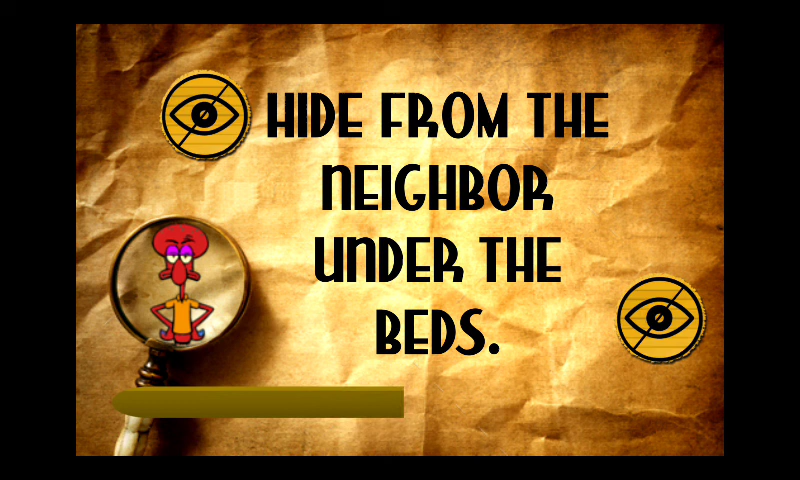 HIDE FROM THE
NEIGHBOR
UNDER THE
BEDS.